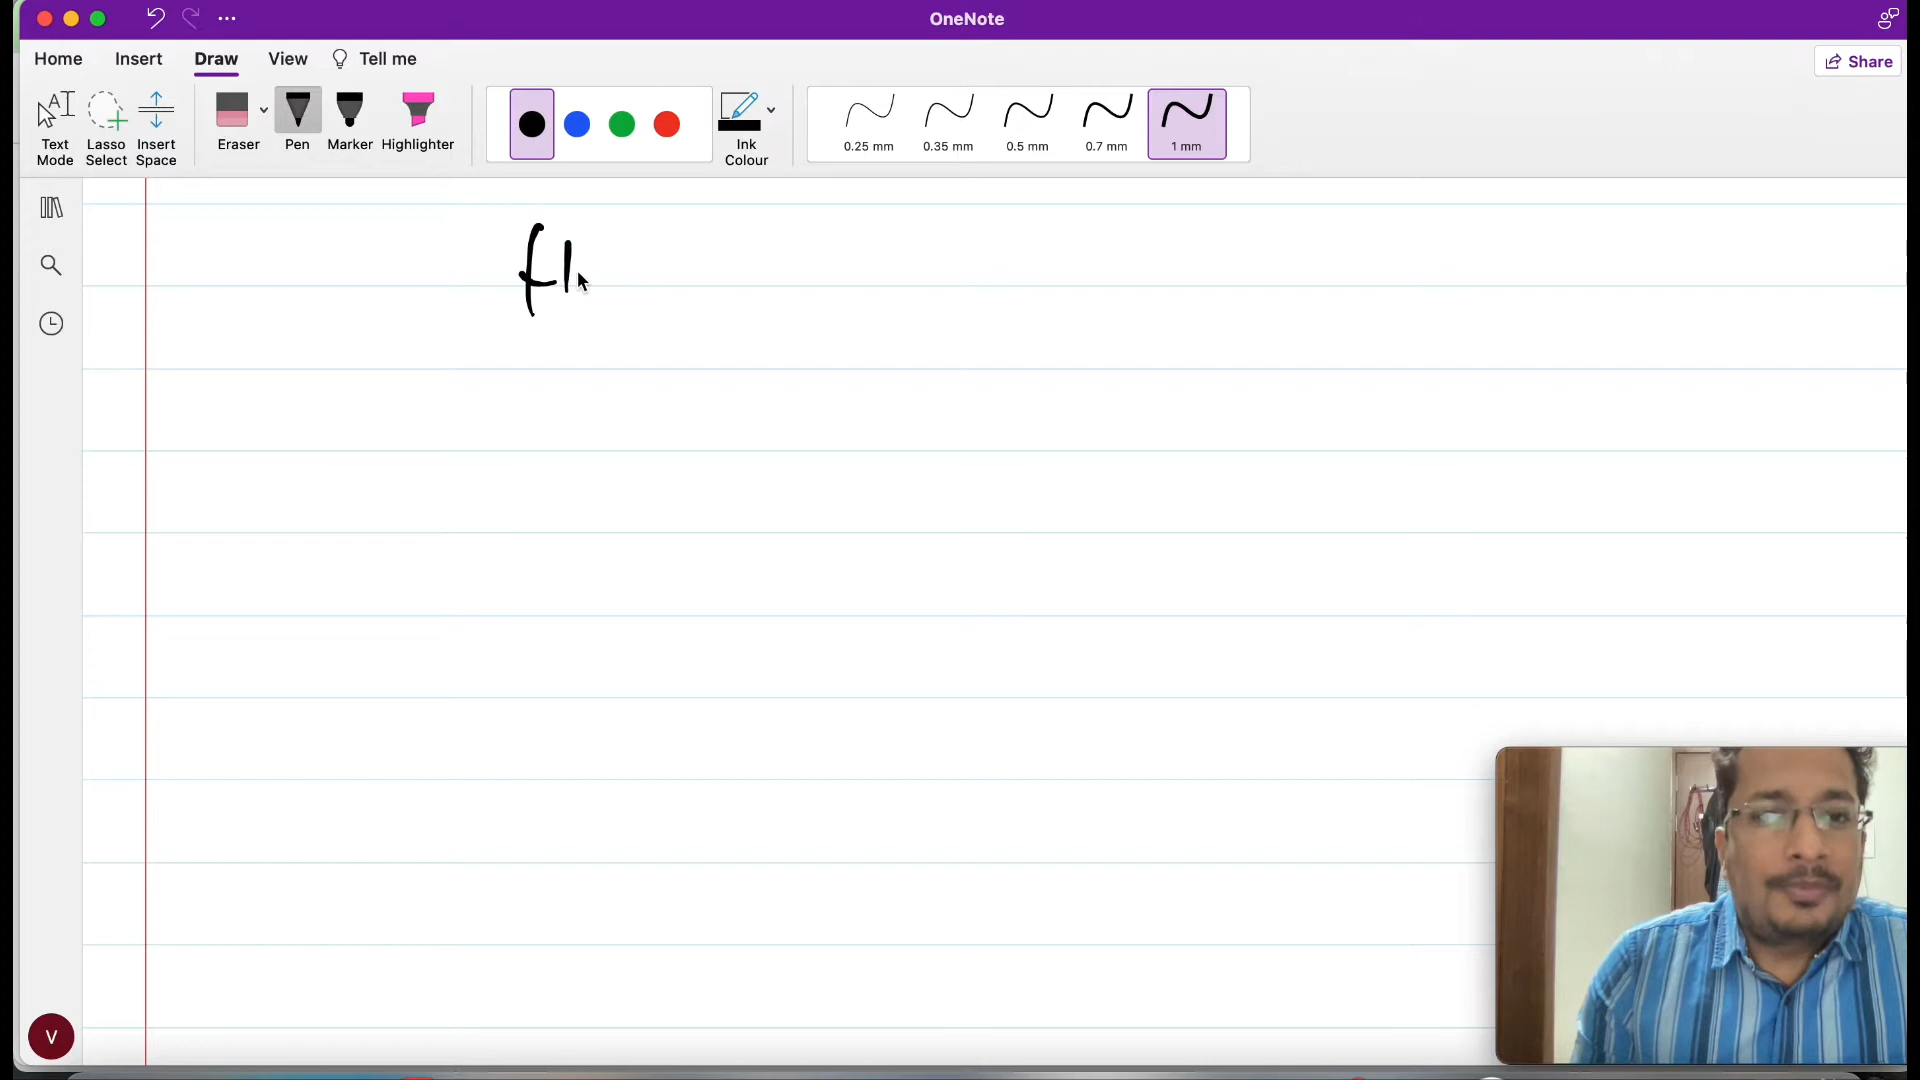 OneNote
Home Insert Draw View Tell me Share
Text Mode
Lasso Select
Insert Space
Eraser
Pen
Marker
Highlighter
Ink Colour
0.25 mm
0.35 mm
0.5 mm
0.7 mm
1 mm
fl
V